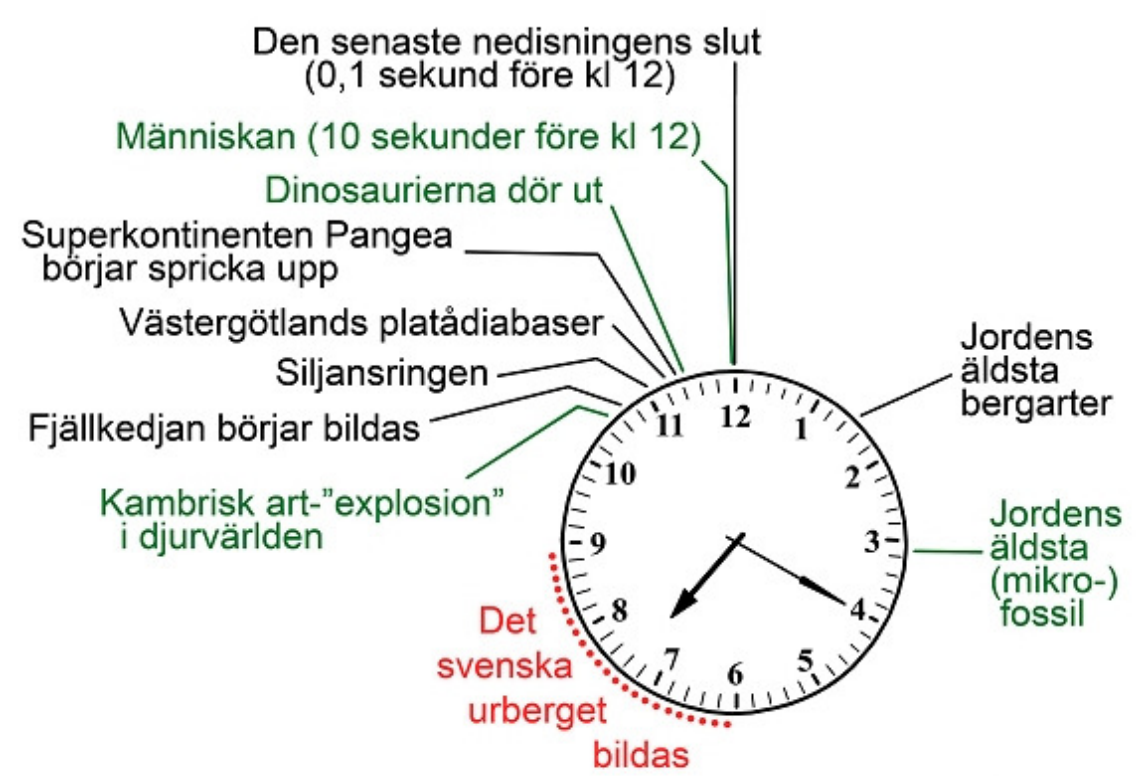 Den senaste nedisningens slut
(0,1 sekund före kl 12)
Människan (10 sekunder före kl 12)
Dinosaurierna dör ut
Superkontinenten Pangea
börjar spricka upp
Västergötlands platådiabaser
Siljansringen
Fjällkedjan börjar bildas
Kambrisk art-”explosion”
i djurvärlden
Jordens
äldsta
bergarter
Jordens
äldsta
(mikro-)
fossil
Det
svenska
urberget
bildas
12
1
2
3
4
5
6
7
8
9
10
11